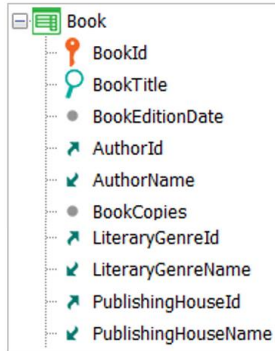 Book
BookId
BookTitle
BookEditionDate
AuthorId
AuthorName
BookCopies
LiteraryGenreId
LiteraryGenreName
PublishingHouseId
PublishingHouseName